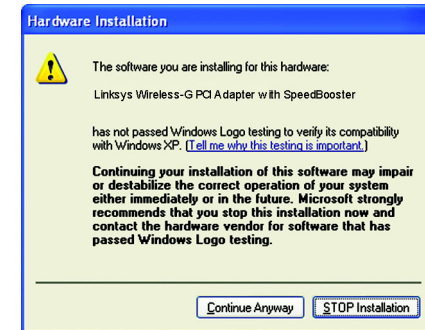 Hardware Installation
The software you are installing for this hardware:
Linksys Wireless-G PCI Adapter with SpeedBooster
has not passed Windows Logo testing to verify its compatibility
with Windows XP. (Tell me why this testing is important.)
Continuing your installation of this software may impair
or destabilize the correct operation of your system
either immediately or in the future. Microsoft strongly
recommends that you stop this installation now and
contact the hardware vendor for software that has
passed Windows Logo testing.
Continue Anyway
STOP Installation